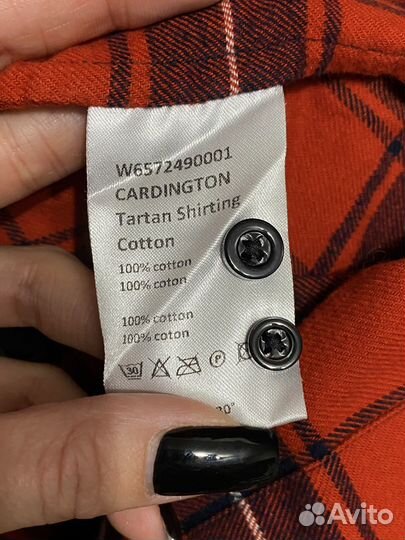 W6572490001
CARDINGTON
Tartan Shirting
Cotton
100% cotton
100% coton
100% cotton
100% coton
30 P
30°
Avito